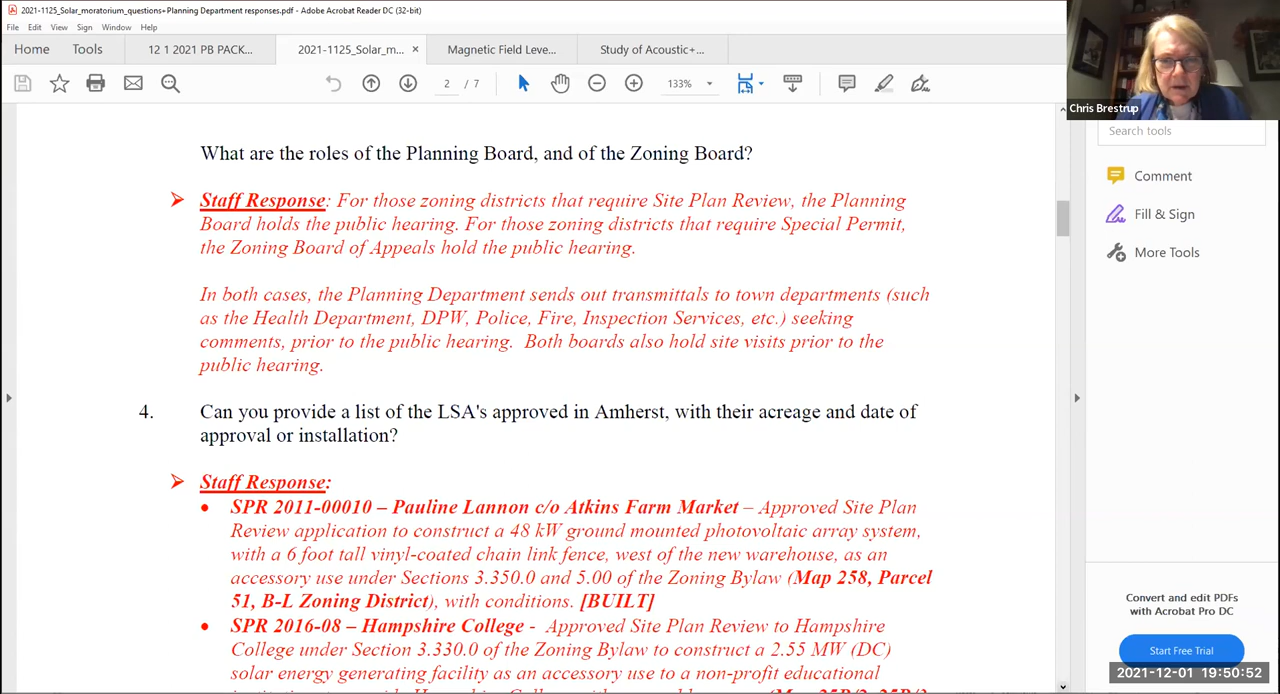 2021-1125_Solar_moratorium_questions+Planning Department responses.pdf - Adobe Acrobat Reader DC (32-bit)
File Edit View Sign Window Help
Home Tools 12 1 2021 PB PACK... 2021-1125_Solar_m... × Magnetic Field Leve... Study of Acoustic+...
2 / 7 133%
Chris Brestrup
Search tools
Comment
Fill & Sign
More Tools
What are the roles of the Planning Board, and of the Zoning Board?
Staff Response: For those zoning districts that require Site Plan Review, the Planning
Board holds the public hearing. For those zoning districts that require Special Permit,
the Zoning Board of Appeals hold the public hearing.
In both cases, the Planning Department sends out transmittals to town departments (such
as the Health Department, DPW, Police, Fire, Inspection Services, etc.) seeking
comments, prior to the public hearing. Both boards also hold site visits prior to the
public hearing.
4. Can you provide a list of the LSA's approved in Amherst, with their acreage and date of
approval or installation?
Staff Response:
• SPR 2011-00010 – Pauline Lannon c/o Atkins Farm Market – Approved Site Plan
Review application to construct a 48 kW ground mounted photovoltaic array system,
with a 6 foot tall vinyl-coated chain link fence, west of the new warehouse, as an
accessory use under Sections 3.350.0 and 5.00 of the Zoning Bylaw (Map 258, Parcel
51, B-L Zoning District), with conditions. [BUILT]
• SPR 2016-08 – Hampshire College - Approved Site Plan Review to Hampshire
College under Section 3.330.0 of the Zoning Bylaw to construct a 2.55 MW (DC)
solar energy generating facility as an accessory use to a non-profit educational
Convert and edit PDFs
with Acrobat Pro DC
Start Free Trial
2021-12-01 19:50:52